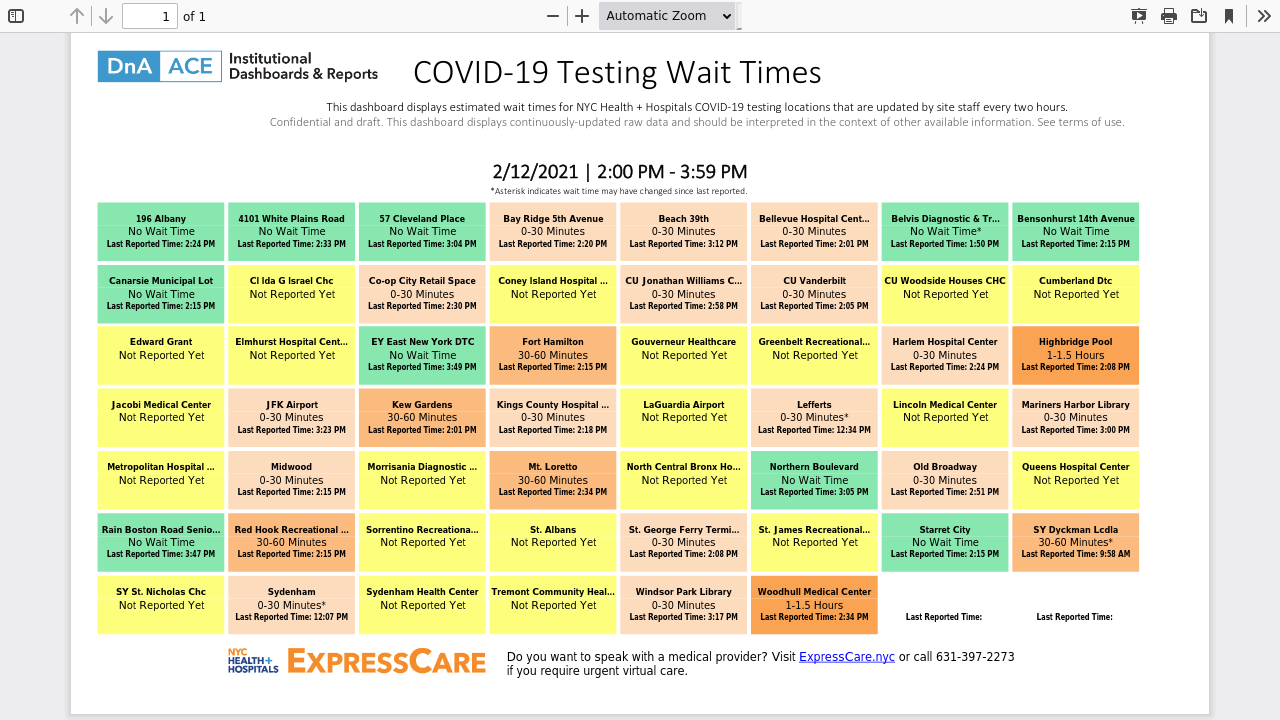 1 of 1
Automatic Zoom
DnA ACE Institutional
Dashboards & Reports
COVID-19 Testing Wait Times
This dashboard displays estimated wait times for NYC Health + Hospitals COVID-19 testing locations that are updated by site staff every two hours.
Confidential and draft. This dashboard displays continuously-updated raw data and should be interpreted in the context of other available information. See terms of use.
2/12/2021 | 2:00 PM - 3:59 PM
*Asterisk indicates wait time may have changed since last reported.
196 Albany
No Wait Time
Last Reported Time: 2:24 PM
4101 White Plains Road
No Wait Time
Last Reported Time: 2:33 PM
57 Cleveland Place
No Wait Time
Last Reported Time: 3:04 PM
Bay Ridge 5th Avenue
0-30 Minutes
Last Reported Time: 2:20 PM
Beach 39th
0-30 Minutes
Last Reported Time: 3:12 PM
Bellevue Hospital Cent...
0-30 Minutes
Last Reported Time: 2:01 PM
Belvis Diagnostic & Tr...
No Wait Time*
Last Reported Time: 1:50 PM
Bensonhurst 14th Avenue
No Wait Time
Last Reported Time: 2:15 PM
Canarsie Municipal Lot
No Wait Time
Last Reported Time: 2:15 PM
Cl Ida G Israel Chc
Not Reported Yet
Co-op City Retail Space
0-30 Minutes
Last Reported Time: 2:30 PM
Coney Island Hospital ...
Not Reported Yet
CU Jonathan Williams C...
0-30 Minutes
Last Reported Time: 2:58 PM
CU Vanderbilt
0-30 Minutes
Last Reported Time: 2:05 PM
CU Woodside Houses CHC
Not Reported Yet
Cumberland Dtc
Not Reported Yet
Edward Grant
Not Reported Yet
Elmhurst Hospital Cent...
Not Reported Yet
EY East New York DTC
No Wait Time
Last Reported Time: 3:49 PM
Fort Hamilton
30-60 Minutes
Last Reported Time: 2:15 PM
Gouverneur Healthcare
Not Reported Yet
Greenbelt Recreational...
Not Reported Yet
Harlem Hospital Center
0-30 Minutes
Last Reported Time: 2:24 PM
Highbridge Pool
1-1.5 Hours
Last Reported Time: 2:08 PM
Jacobi Medical Center
Not Reported Yet
JFK Airport
0-30 Minutes
Last Reported Time: 3:23 PM
Kew Gardens
30-60 Minutes
Last Reported Time: 2:01 PM
Kings County Hospital ...
0-30 Minutes
Last Reported Time: 2:18 PM
LaGuardia Airport
Not Reported Yet
Lefferts
0-30 Minutes*
Last Reported Time: 12:34 PM
Lincoln Medical Center
Not Reported Yet
Mariners Harbor Library
0-30 Minutes
Last Reported Time: 3:00 PM
Metropolitan Hospital ...
Not Reported Yet
Midwood
0-30 Minutes
Last Reported Time: 2:15 PM
Morrisania Diagnostic ...
Not Reported Yet
Mt. Loretto
30-60 Minutes
Last Reported Time: 2:34 PM
North Central Bronx Ho...
Not Reported Yet
Northern Boulevard
No Wait Time
Last Reported Time: 3:05 PM
Old Broadway
0-30 Minutes
Last Reported Time: 2:51 PM
Queens Hospital Center
Not Reported Yet
Rain Boston Road Senio...
No Wait Time
Last Reported Time: 3:47 PM
Red Hook Recreational ...
30-60 Minutes
Last Reported Time: 2:15 PM
Sorrentino Recreationa...
Not Reported Yet
St. Albans
Not Reported Yet
St. George Ferry Termi...
0-30 Minutes
Last Reported Time: 2:08 PM
St. James Recreational...
Not Reported Yet
Starret City
No Wait Time
Last Reported Time: 2:15 PM
SY Dyckman Lcdla
30-60 Minutes*
Last Reported Time: 9:58 AM
SY St. Nicholas Chc
Not Reported Yet
Sydenham
0-30 Minutes*
Last Reported Time: 12:07 PM
Sydenham Health Center
Not Reported Yet
Tremont Community Heal...
Not Reported Yet
Windsor Park Library
0-30 Minutes
Last Reported Time: 3:17 PM
Woodhull Medical Center
1-1.5 Hours
Last Reported Time: 2:34 PM
Last Reported Time:
Last Reported Time:
NYC
HEALTH+
HOSPITALS
EXPRESSCARE
Do you want to speak with a medical provider? Visit ExpressCare.nyc or call 631-397-2273
if you require urgent virtual care.